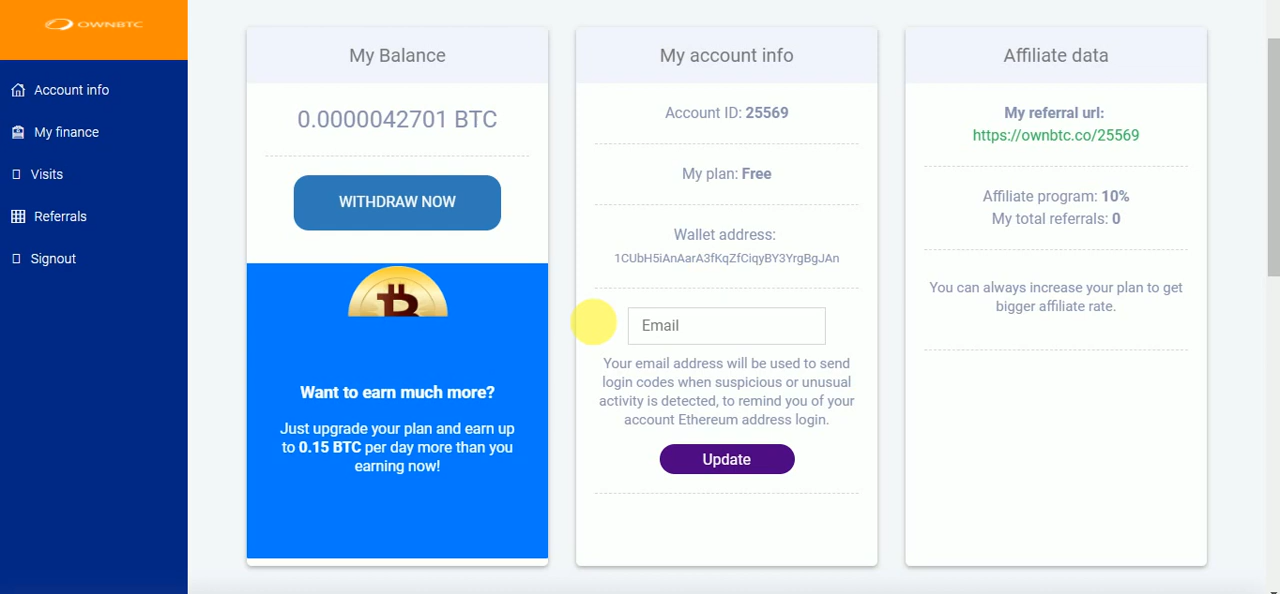 OWNBTC
Account info
My finance
Visits
Referrals
Signout
My Balance
0.0000042701 BTC
WITHDRAW NOW
Want to earn much more?
Just upgrade your plan and earn up
to 0.15 BTC per day more than you
earning now!
My account info
Account ID: 25569
My plan: Free
Wallet address:
1CUbH5iAnAarA3fKqZfCiqyBY3YrgBgJAn
Email
Your email address will be used to send
login codes when suspicious or unusual
activity is detected, to remind you of your
account Ethereum address login.
Update
Affiliate data
My referral url:
https://ownbtc.co/25569
Affiliate program: 10%
My total referrals: 0
You can always increase your plan to get
bigger affiliate rate.